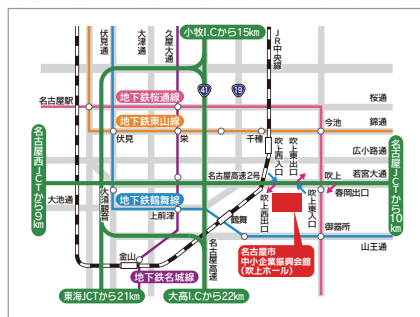 小牧I.Cから15km
伏見通
大津通
久屋大通
JR中央線
41
19
名古屋駅
地下鉄桜通線
桜通
地下鉄東山線
今池
錦通
伏見
栄
千種
広小路通
吹上西入口
吹上東出口
名古屋高速2号
吹上
若宮大通
名古屋西JCTから9km
名古屋JCTから10km
春岡出口
大須観音
大池通
地下鉄鶴舞線
上前津
鶴舞
吹上西出口
吹上東入口
御器所
山王通
金山
名古屋高速
名古屋市
中小企業振興会館
(吹上ホール)
地下鉄名城線
東海JCTから21km
大高I.Cから22km